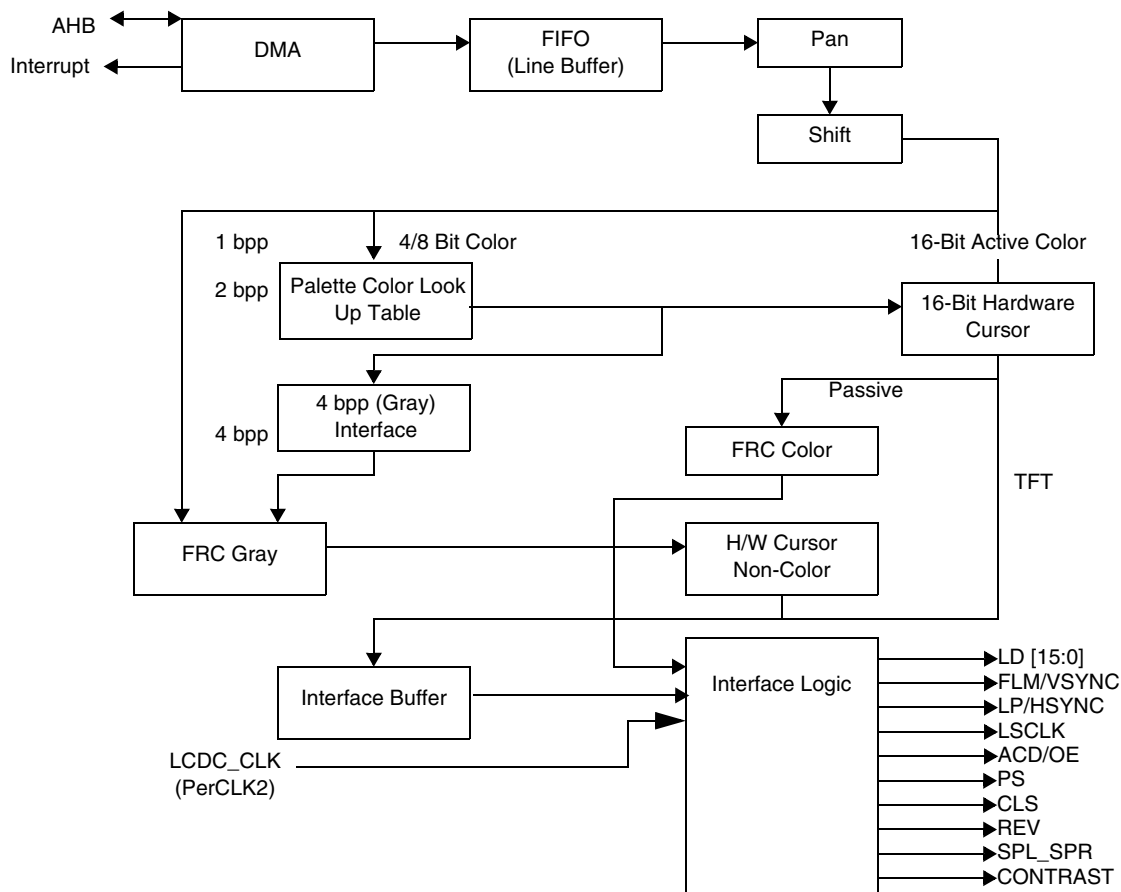 AHB
Interrupt
DMA
FIFO
(Line Buffer)
Pan
Shift
1 bpp
4/8 Bit Color
16-Bit Active Color
2 bpp
Palette Color Look
Up Table
16-Bit Hardware
Cursor
4 bpp (Gray)
Interface
4 bpp
Passive
FRC Color
TFT
FRC Gray
H/W Cursor
Non-Color
Interface Buffer
Interface Logic
LCDC_CLK
(PerCLK2)
LD [15:0]
FLM/VSYNC
LP/HSYNC
LSCLK
ACD/OE
PS
CLS
REV
SPL_SPR
CONTRAST